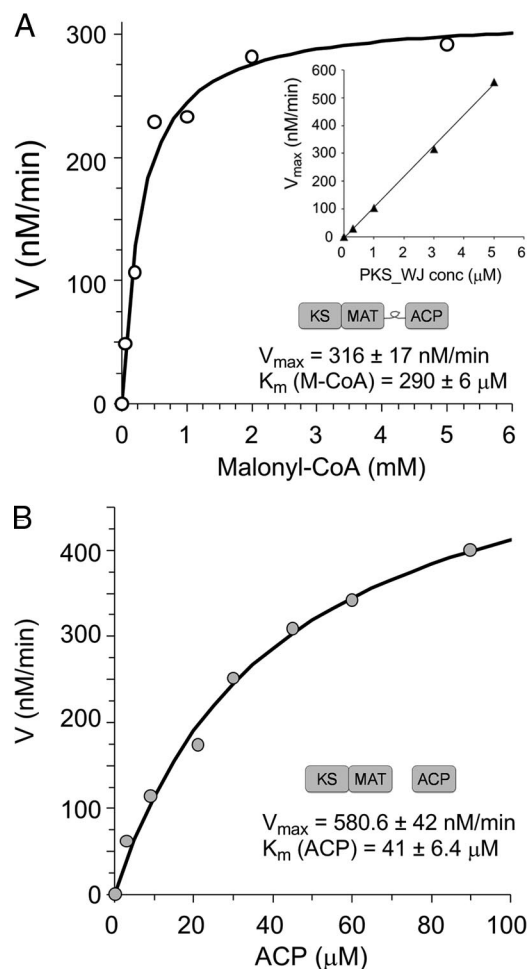 A
V (nM/min)
300
200
100
0
0 1 2 3 4 5 6
Malonyl-CoA (mM)
Vmax (nM/min)
600
500
400
300
200
100
0
0 1 2 3 4 5 6
PKS_WJ conc (μM)
KS MAT ACP
Vmax = 316 ± 17 nM/min
Km (M-CoA) = 290 ± 6 μM
B
V (nM/min)
400
300
200
100
0
0 20 40 60 80 100
ACP (μM)
KS MAT ACP
Vmax = 580.6 ± 42 nM/min
Km (ACP) = 41 ± 6.4 μM